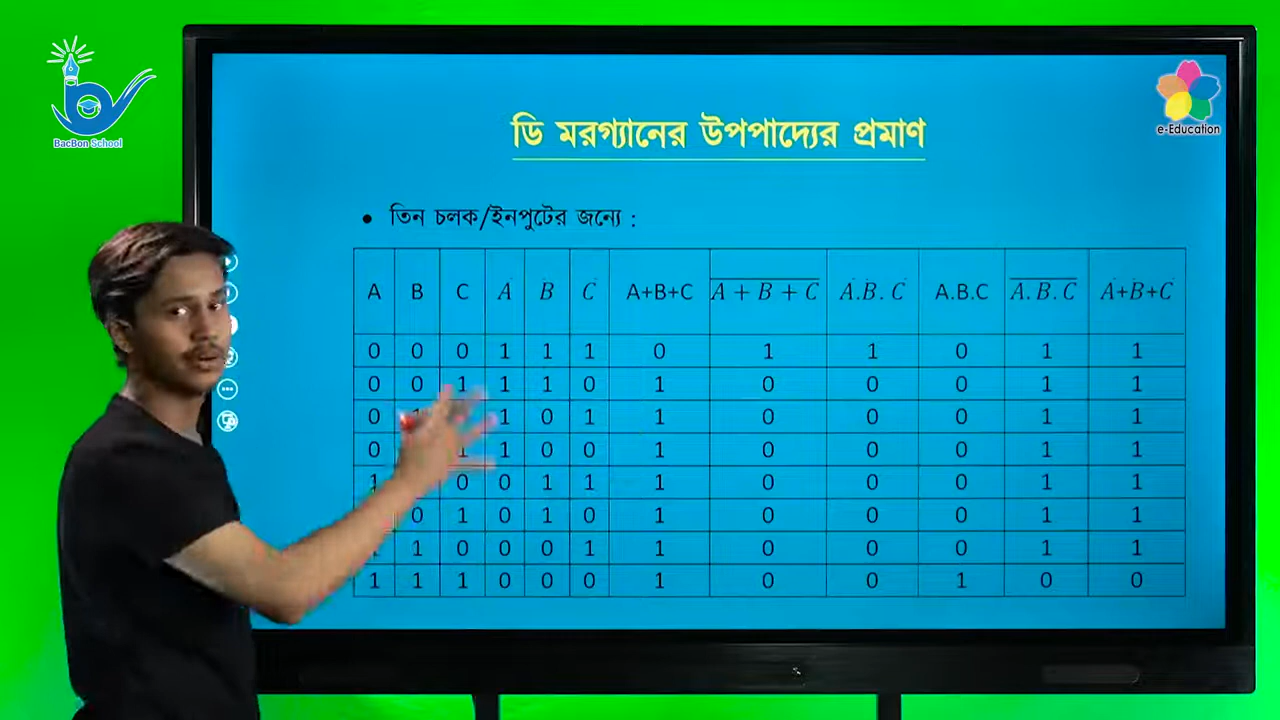 BacBon School
e-Education
ডি মরগ্যানের উপপাদ্যের প্রমাণ
• তিন চলক/ইনপুটের জন্যে :
A B C Ā B̄ C̄ A+B+C \overline{A + B + C} Ā.B̄.C̄ A.B.C \overline{A.B.C} Ā+B̄+C̄
0 0 0 1 1 1 0 1 1 0 1 1
0 0 1 1 1 0 1 0 0 0 1 1
0 1 0 1 1 0 0 0 1 1
0 1 1 0 0 1 0 0 0 1 1
1 0 0 1 1 1 0 0 0 1 1
0 1 0 1 0 1 0 0 0 1 1
1 0 0 0 1 1 0 0 0 1 1
1 1 1 0 0 0 1 0 0 1 0 0